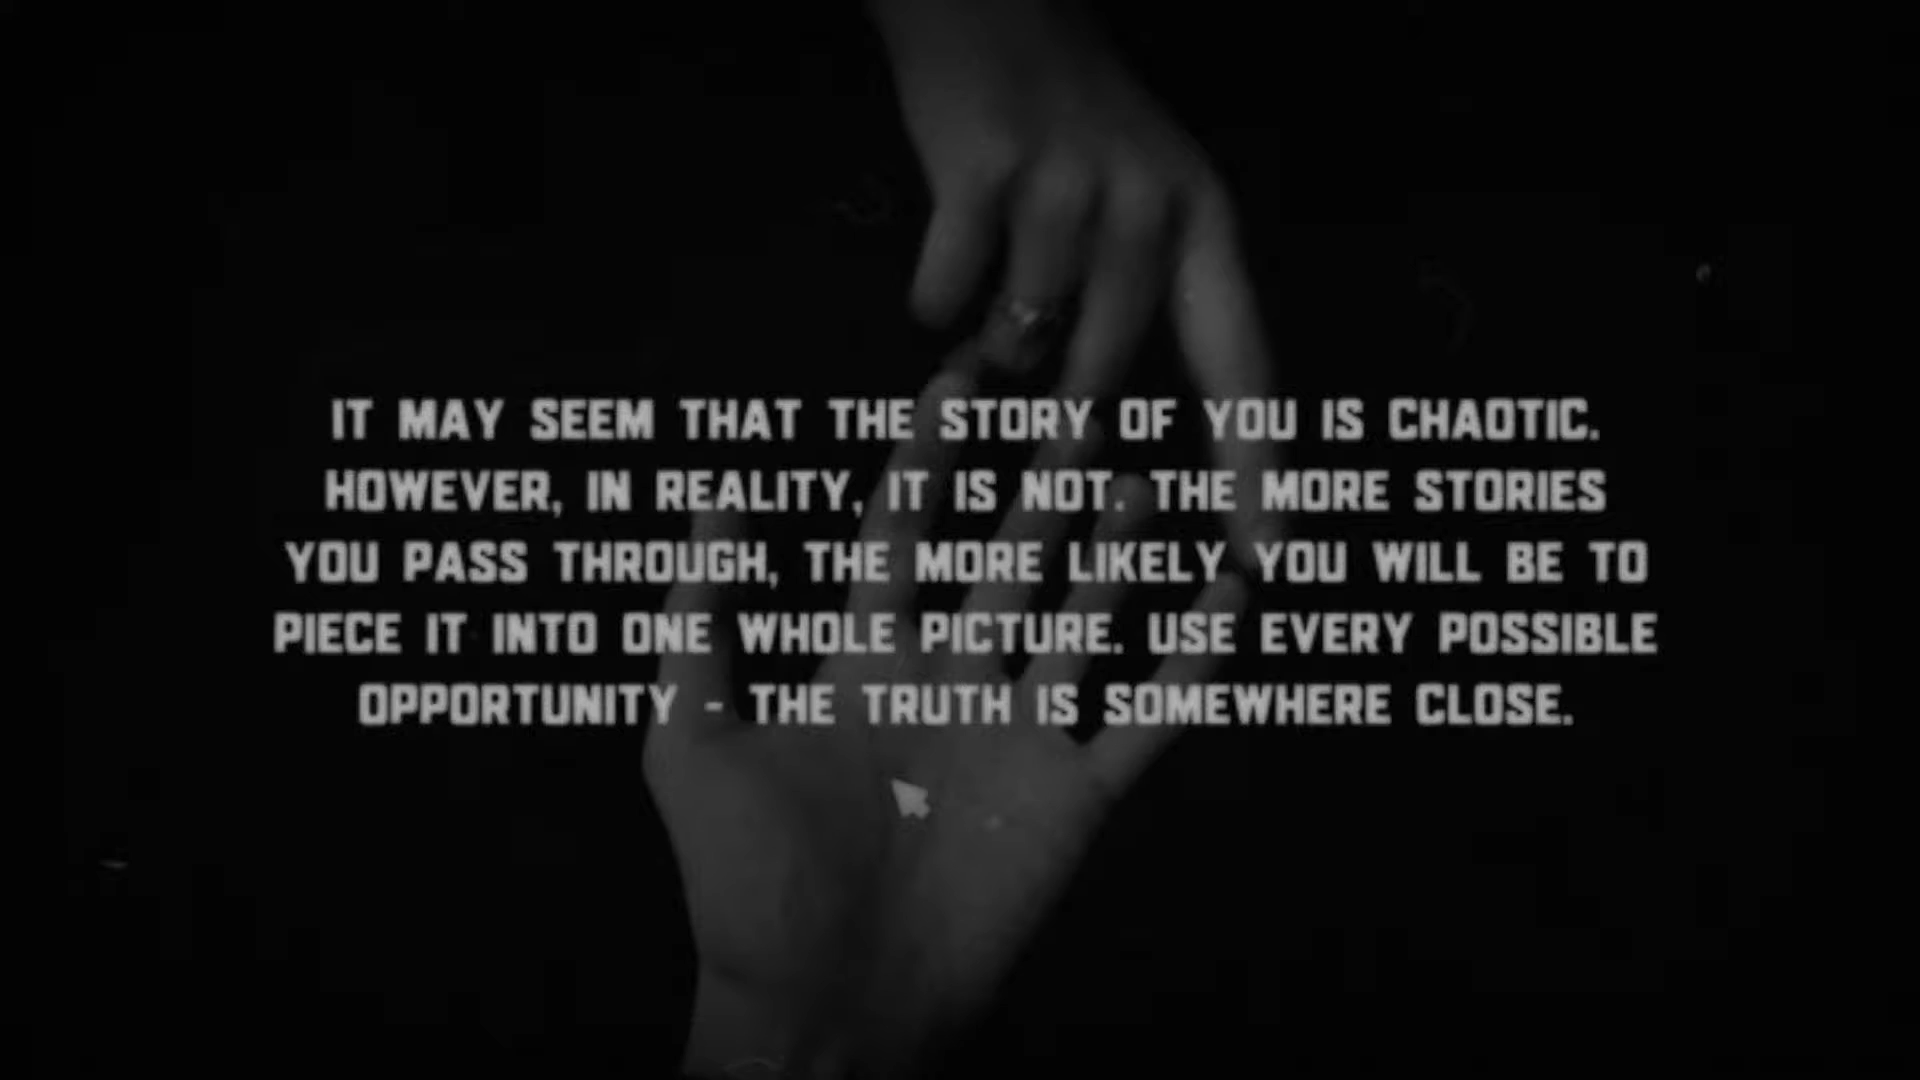 IT MAY SEEM THAT THE STORY OF YOU IS CHAOTIC.
HOWEVER, IN REALITY, IT IS NOT. THE MORE STORIES
YOU PASS THROUGH, THE MORE LIKELY YOU WILL BE TO
PIECE IT INTO ONE WHOLE PICTURE. USE EVERY POSSIBLE
OPPORTUNITY - THE TRUTH IS SOMEWHERE CLOSE.